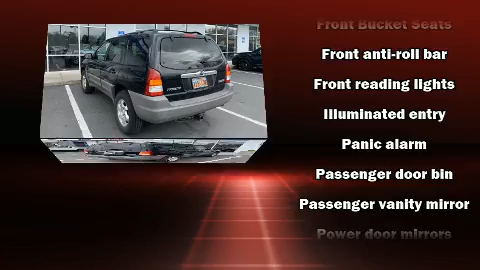 Front Bucket Seats
Front anti-roll bar
Front reading lights
Illuminated entry
Panic alarm
Passenger door bin
Passenger vanity mirror
Power door mirrors